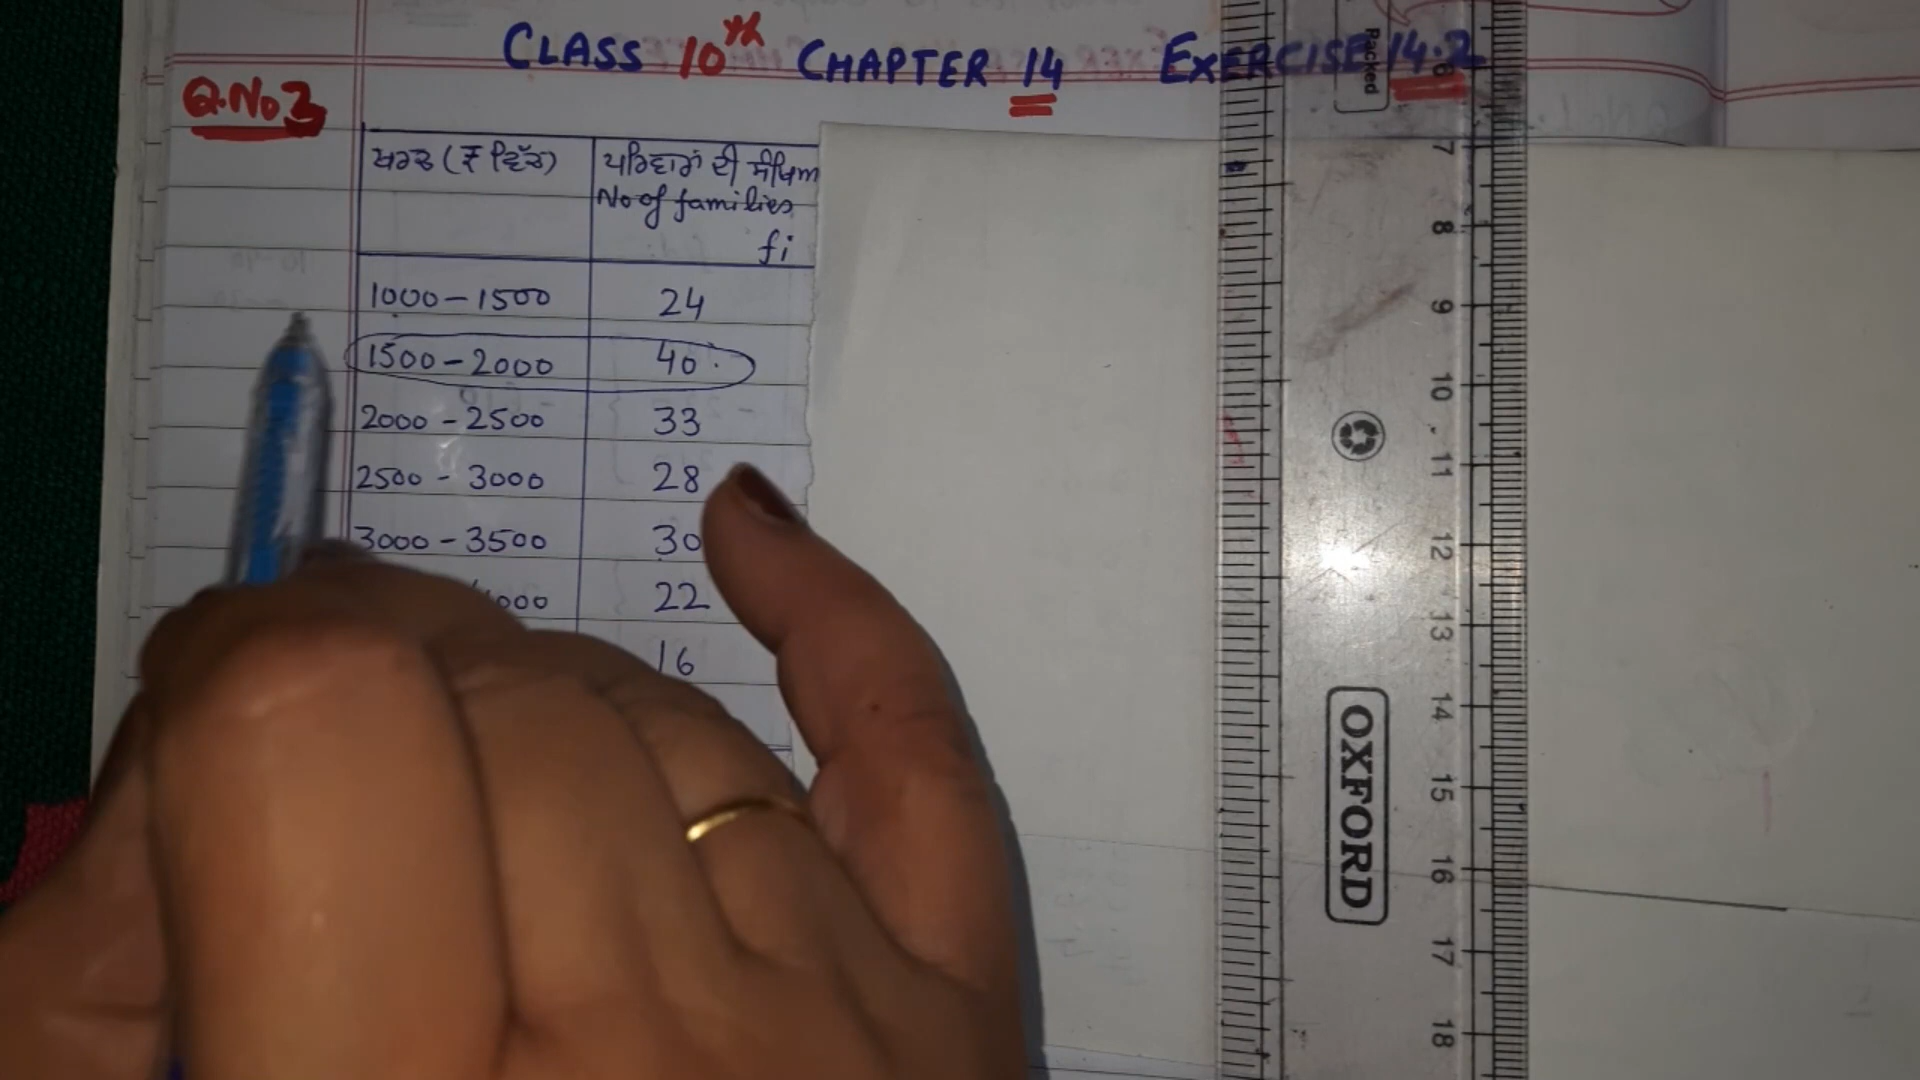 CLASS 10th CHAPTER 14 EXERCISE 14.2
Q.No 3
ਖਰਚ (₹ ਵਿੱਚ) ਪਰਿਵਾਰਾਂ ਦੀ
No of families
fi
1000 - 1500 24
1500 - 2000 40
2000 - 2500 33
2500 - 3000 28
3000 - 3500 30
000 22
16
Packed
OXFORD
7
8
9
10
11
12
13
14
15
16
17
18